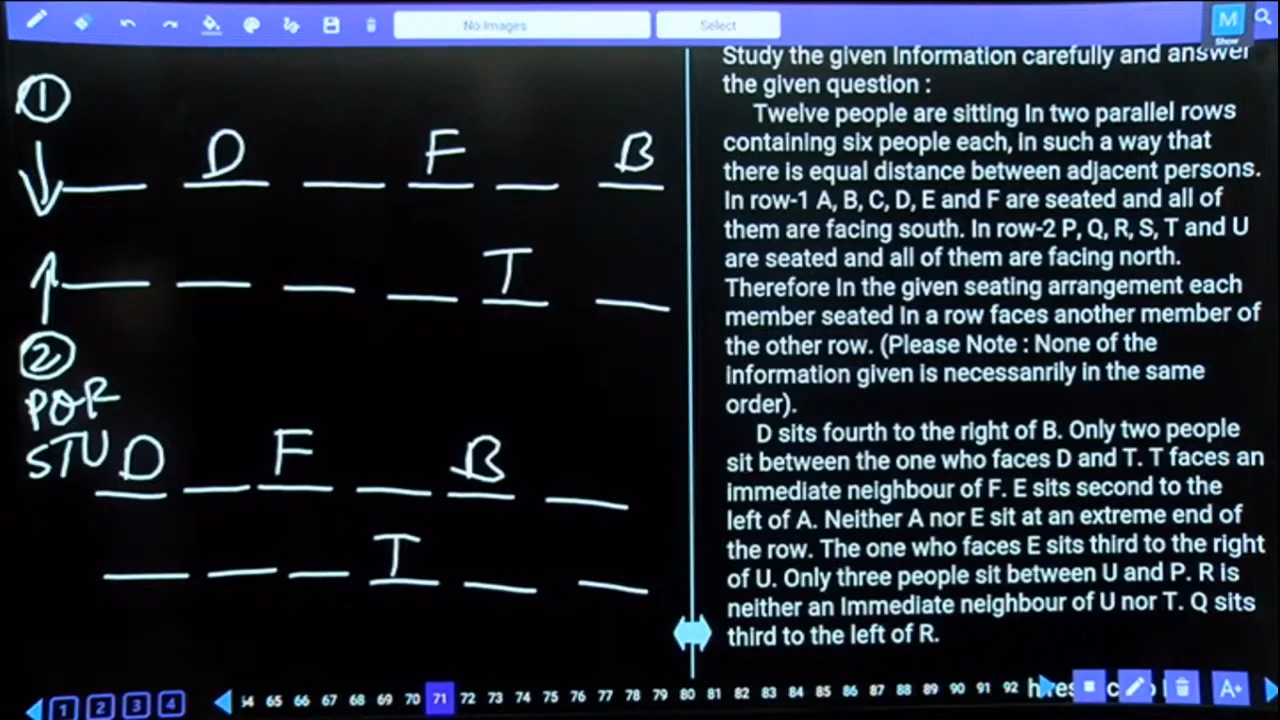 No Images
Select
M
Show
1
D F B
T
2
PQR
STU
D F B
T
Study the given Information carefully and answer
the given question :
Twelve people are sitting In two parallel rows
containing six people each, in such a way that
there is equal distance between adjacent persons.
In row-1 A, B, C, D, E and F are seated and all of
them are facing south. In row-2 P, Q, R, S, T and U
are seated and all of them are facing north.
Therefore In the given seating arrangement each
member seated In a row faces another member of
the other row. (Please Note : None of the
Information given is necessanrily in the same
order).
D sits fourth to the right of B. Only two people
sit between the one who faces D and T. T faces an
immediate neighbour of F. E sits second to the
left of A. Neither A nor E sit at an extreme end of
the row. The one who faces E sits third to the right
of U. Only three people sit between U and P. R is
neither an Immediate neighbour of U nor T. Q sits
third to the left of R.
1 2 3 4
65 66 67 68 69 70 71 72 73 74 75 76 77 78 79 80 81 82 83 84 85 86 87 88 89 90 91 92
A+